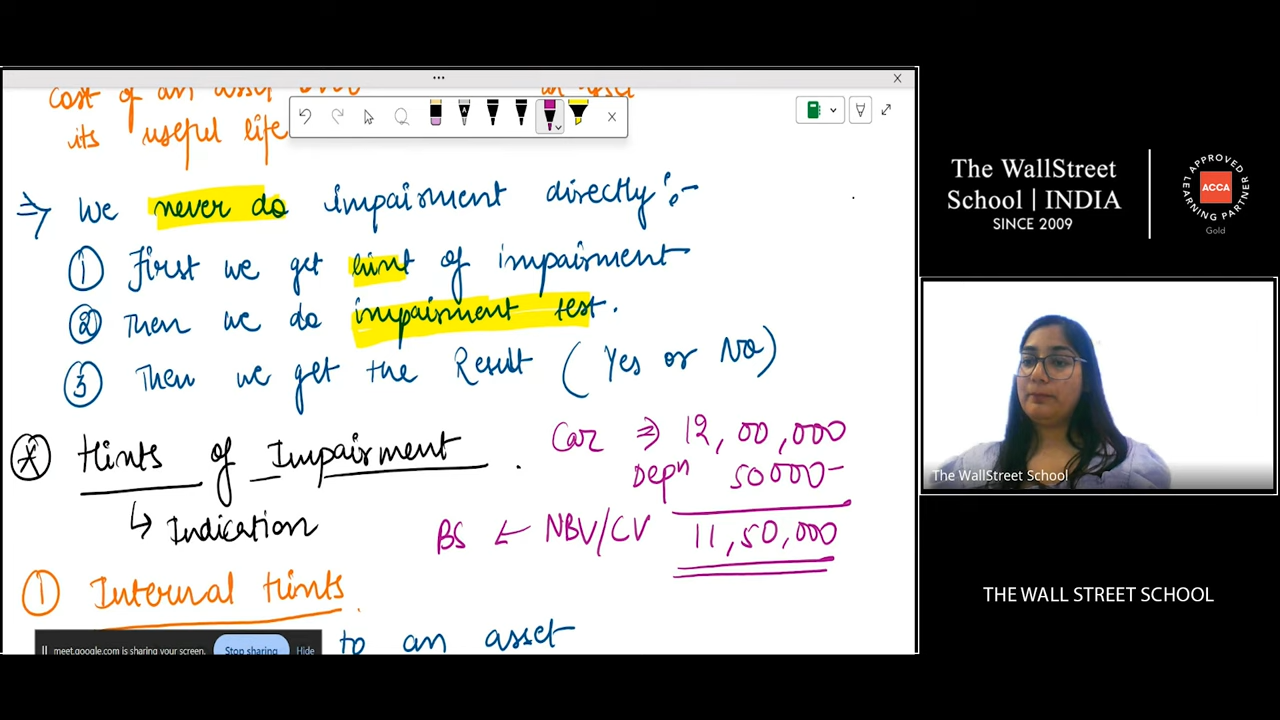 cost of an asset
an asset
its useful life
⇒ We never do impairment directly :-
① First we get hint of impairment
② Then we do impairment test.
③ Then we get the Result (Yes or No)
Ⓧ Hints of Impairment.
↳ Indication
Car ⇒ 12,00,000
Depn 50000-
BS ← NBV/CV 11,50,000
① Internal Hints.
to an asset
meet.google.com is sharing your screen. Stop sharing Hide
The WallStreet
School | INDIA
SINCE 2009
APPROVED
LEARNING PARTNER
ACCA
Gold
The WallStreet School
THE WALL STREET SCHOOL